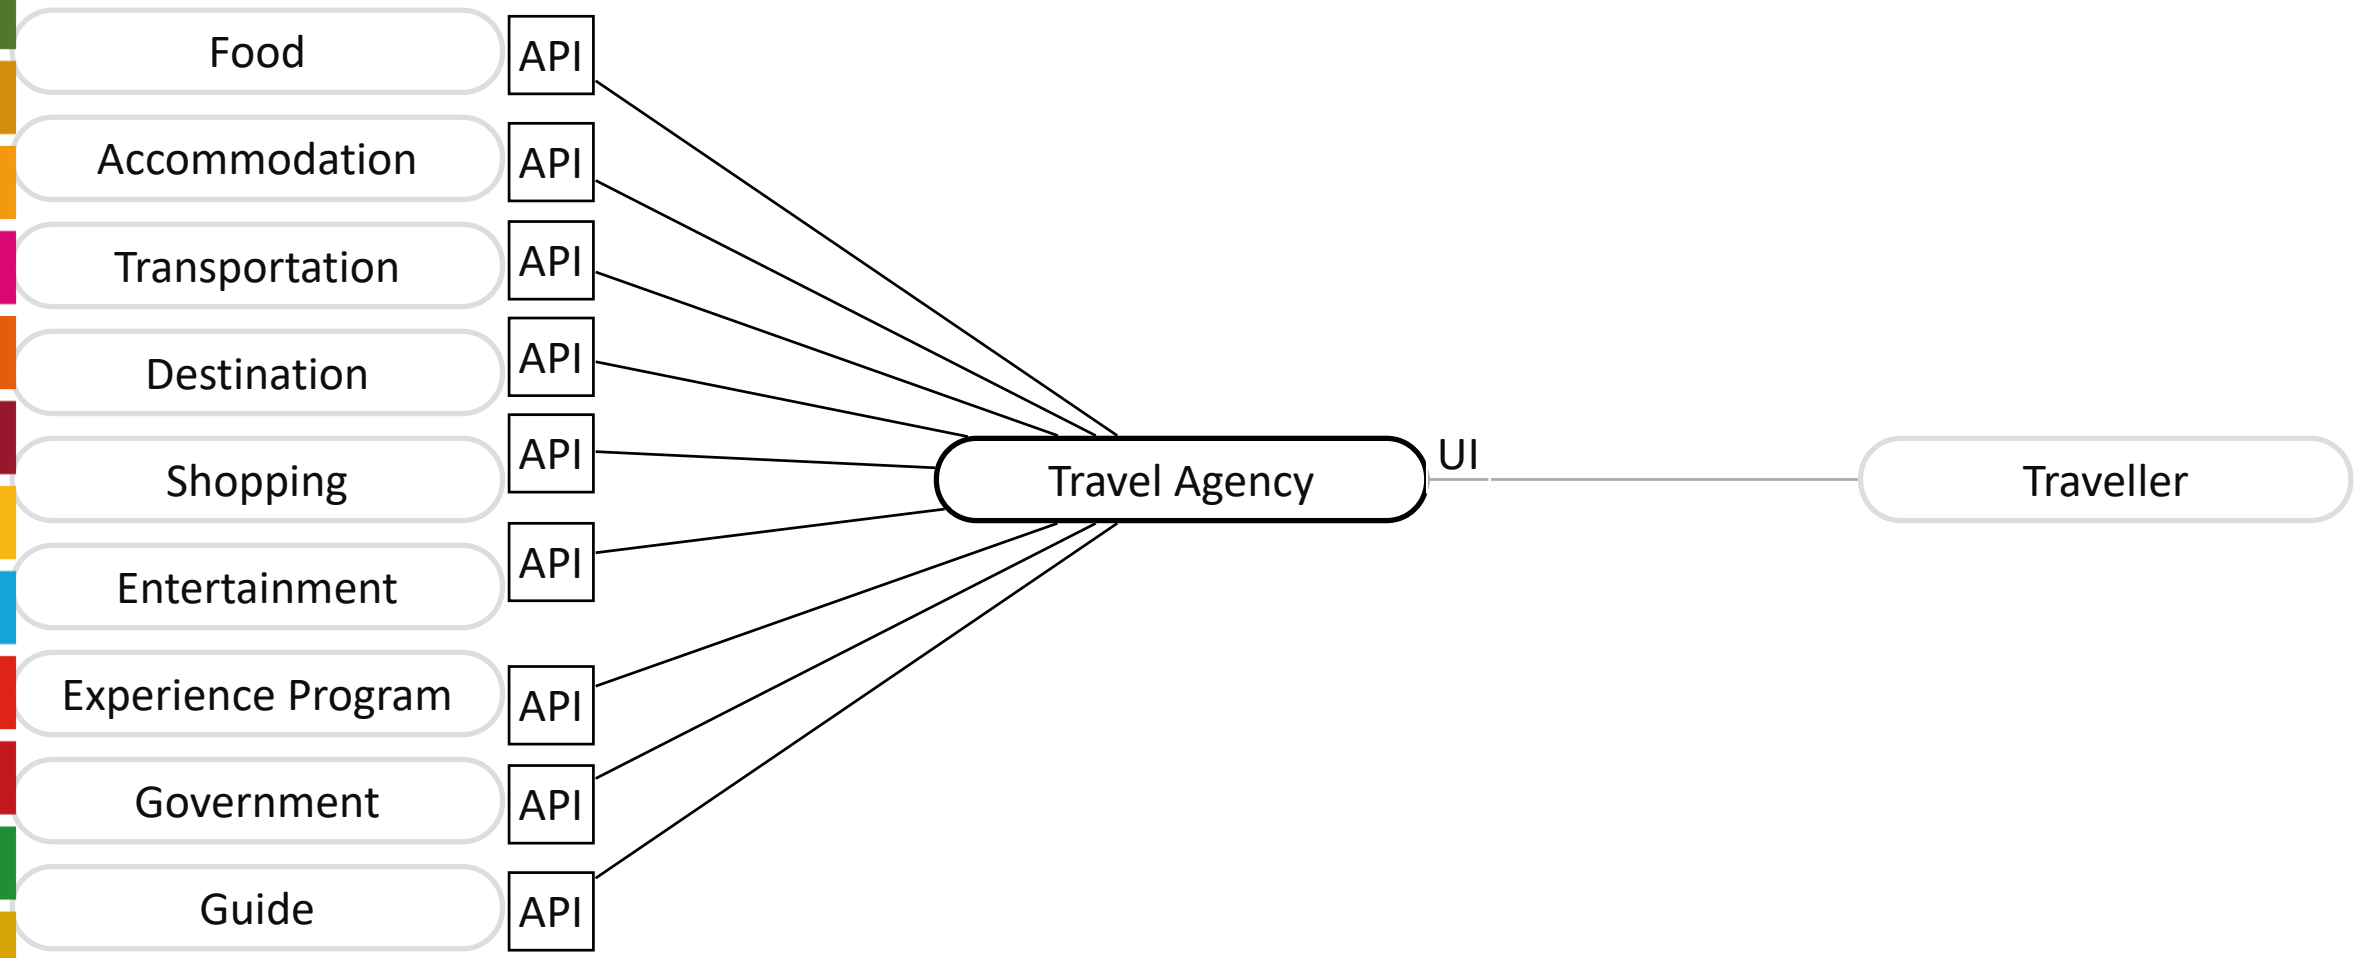 Food
API
Accommodation
API
Transportation
API
Destination
API
Shopping
API
Entertainment
API
Experience Program
API
Government
API
Guide
API
Travel Agency
UI
Traveller